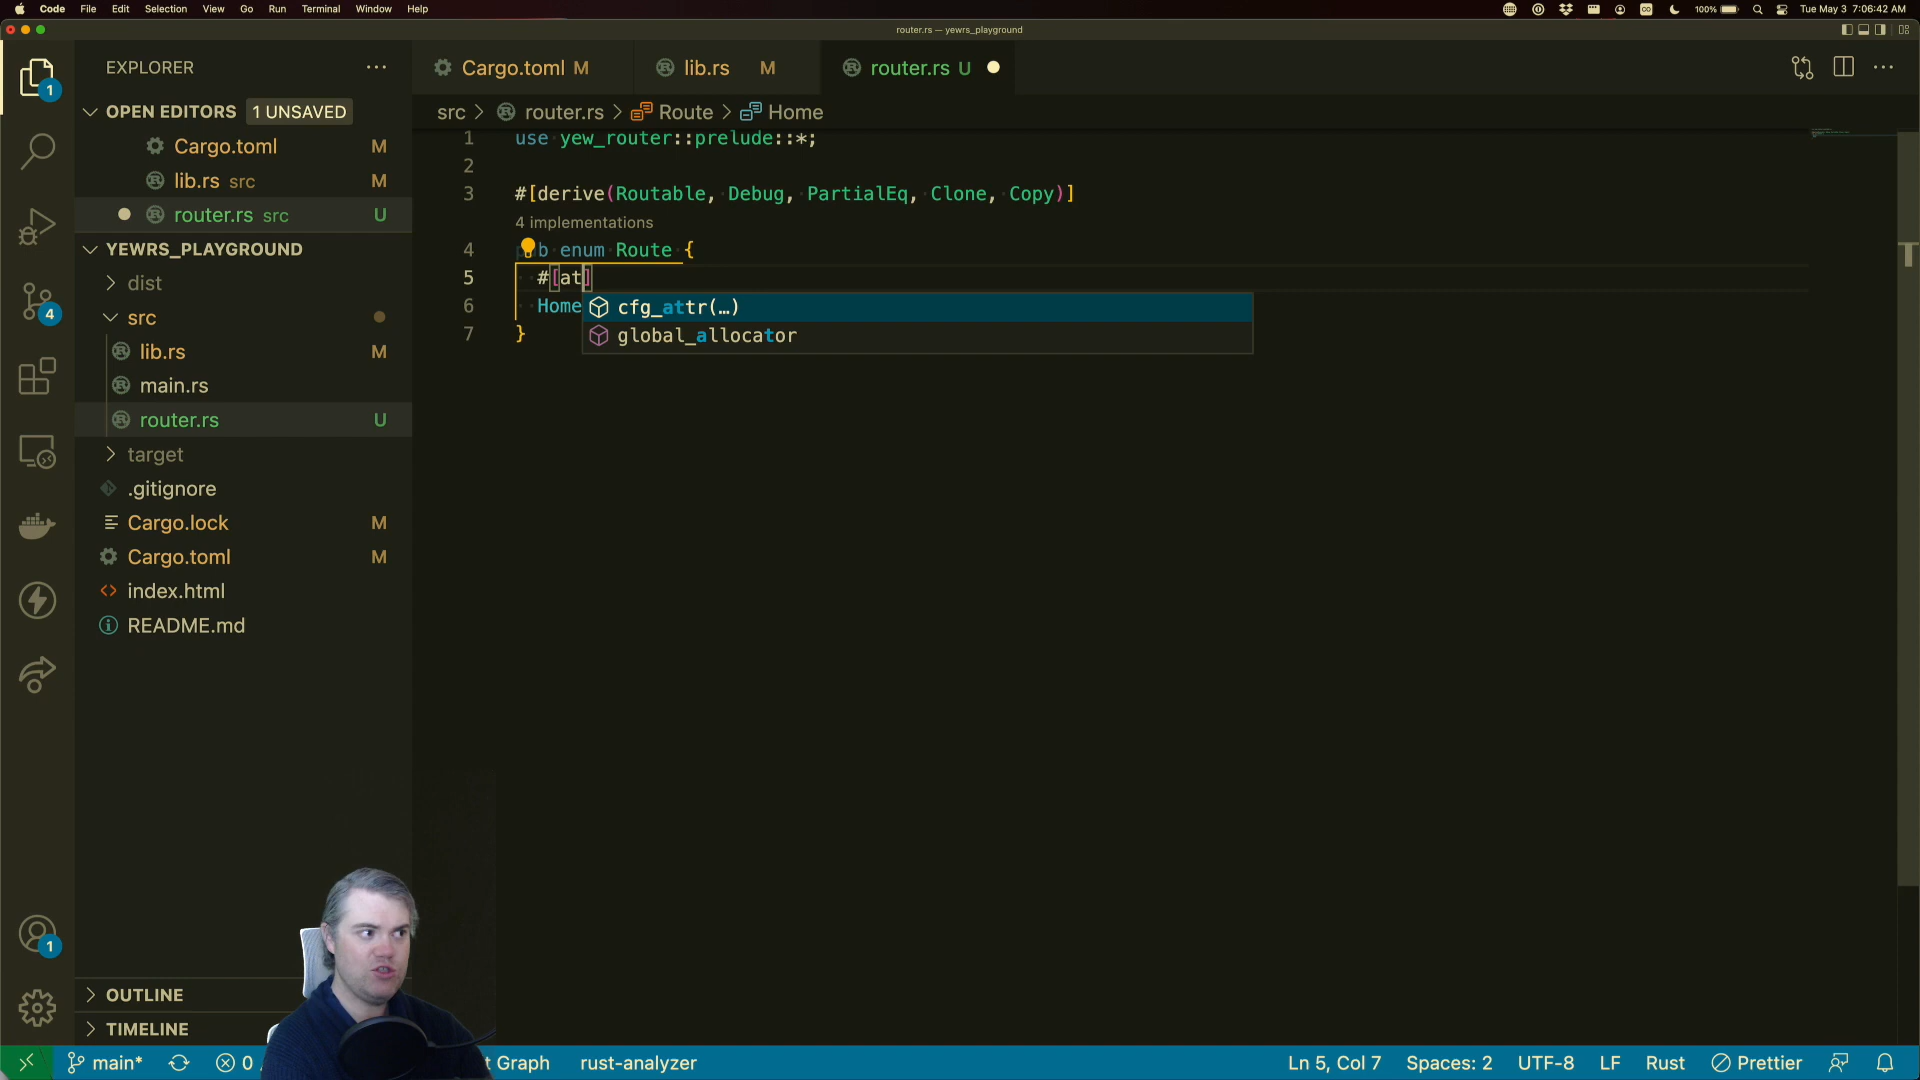 Code File Edit Selection View Go Run Terminal Window Help 100% Tue May 3 7:06:42 AM
router.rs — yewrs_playground
EXPLORER
Cargo.toml M
lib.rs M
router.rs U
OPEN EDITORS 1 UNSAVED
src > router.rs > Route > Home
Cargo.toml M
lib.rs src M
router.rs src U
YEWRS_PLAYGROUND
dist
src
lib.rs M
main.rs
router.rs U
target
.gitignore
Cargo.lock M
Cargo.toml M
index.html
README.md
OUTLINE
TIMELINE
1
4
1
1 use yew_router::prelude::*;
2
3 #[derive(Routable, Debug, PartialEq, Clone, Copy)]
4 implementations
4 pub enum Route {
5 #[at]
6 Home
7 }
cfg_attr(…)
global_allocator
main* 0 t Graph rust-analyzer Ln 5, Col 7 Spaces: 2 UTF-8 LF Rust Prettier